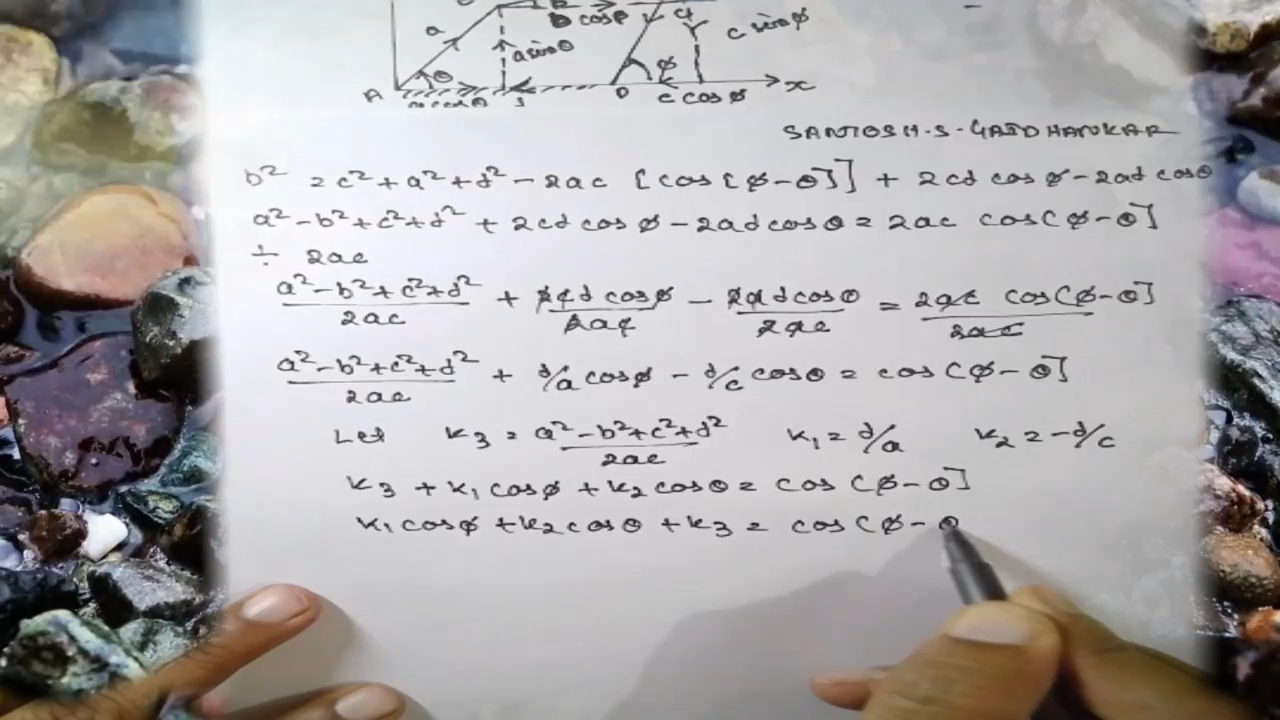 a b cosβ C c sinφ
a sinθ
θ φ
A D c cosφ x
SANTOSH.S.GAIDHANKAR
b² = c² + a² + d² - 2ac [cos[φ-θ]] + 2cd cosφ - 2ad cosθ
a² - b² + c² + d² + 2cd cosφ - 2ad cosθ = 2ac cos(φ-θ]
÷ 2ac
(a² - b² + c² + d²)/2ac + 2cd cosφ/2ac - 2ad cosθ/2ac = 2ac cos(φ-θ]/2ac
(a² - b² + c² + d²)/2ac + d/a cosφ - d/c cosθ = cos(φ-θ]
Let k₃ = (a² - b² + c² + d²)/2ac k₁ = d/a k₂ = -d/c
k₃ + k₁ cosφ + k₂ cosθ = cos(φ-θ]
k₁ cosφ + k₂ cosθ + k₃ = cos(φ-θ